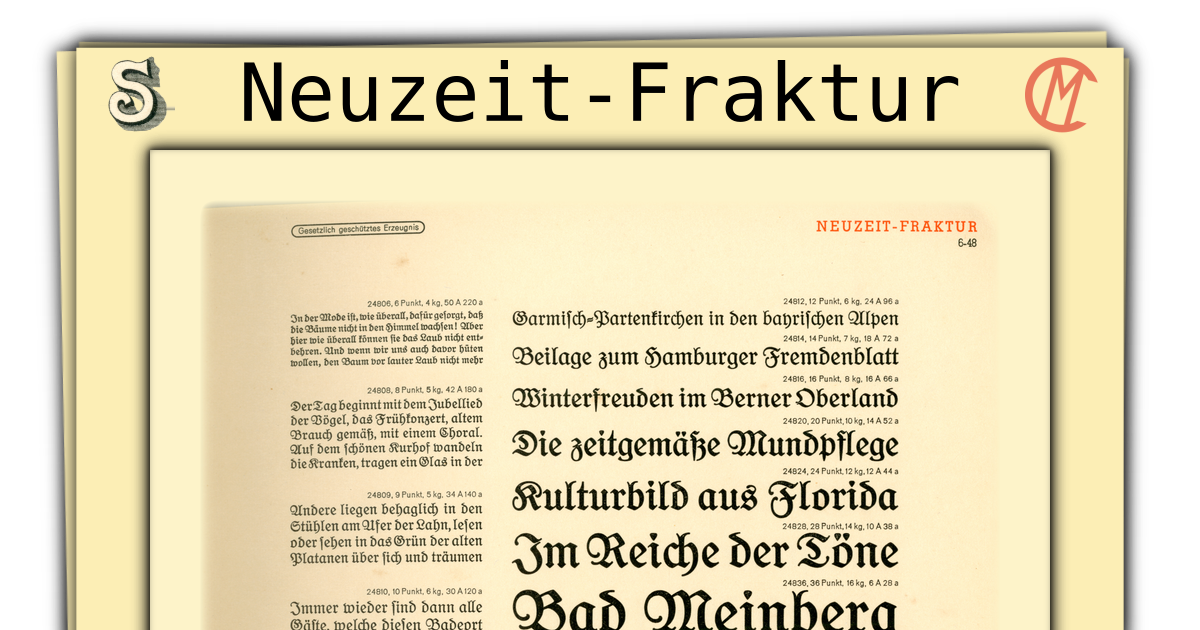 Neuzeit-Fraktur
Gesetzlich geschütztes Erzeugnis
NEUZEIT-FRAKTUR
6-48
24806, 6 Punkt, 4 kg, 50 A 220 a
In der Mode iſt, wie überall, dafür geſorgt, daß
die Bäume nicht in den Himmel wachſen! Aber
hier wie überall können ſie das Laub nicht ent-
behren. Und wenn wir uns auch davor hüten
wollen, den Baum vor lauter Laub nicht mehr
24808, 8 Punkt, 5 kg, 42 A 180 a
Der Tag beginnt mit dem Jubellied
der Vögel, das Frühkonzert, altem
Brauch gemäß, mit einem Choral.
Auf dem ſchönen Kurhof wandeln
die Kranken, tragen ein Glas in der
24809, 9 Punkt, 5 kg, 34 A 140 a
Andere liegen behaglich in den
Stühlen am Ufer der Lahn, leſen
oder ſehen in das Grün der alten
Platanen über ſich und träumen
24810, 10 Punkt, 6 kg, 30 A 120 a
Immer wieder ſind dann alle
Gäſte, welche dieſen Badeort
24812, 12 Punkt, 6 kg, 24 A 96 a
Garmiſch-Partenkirchen in den bayriſchen Alpen
24814, 14 Punkt, 7 kg, 18 A 72 a
Beilage zum Hamburger Fremdenblatt
24816, 16 Punkt, 8 kg, 16 A 66 a
Winterfreuden im Berner Oberland
24820, 20 Punkt, 10 kg, 14 A 52 a
Die zeitgemäße Mundpflege
24824, 24 Punkt, 12 kg, 12 A 44 a
Kulturbild aus Florida
24828, 28 Punkt, 14 kg, 10 A 38 a
Im Reiche der Töne
24836, 36 Punkt, 16 kg, 6 A 28 a
Bad Meinberg